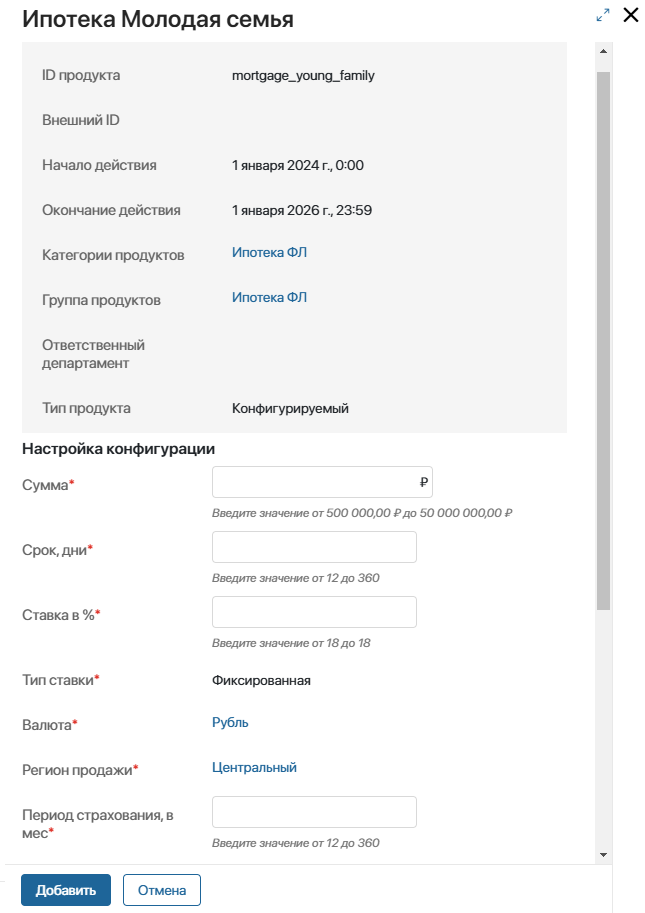 Ипотека Молодая семья
ID продукта mortgage_young_family
Внешний ID
Начало действия 1 января 2024 г., 0:00
Окончание действия 1 января 2026 г., 23:59
Категории продуктов Ипотека ФЛ
Группа продуктов Ипотека ФЛ
Ответственный
департамент
Тип продукта Конфигурируемый
Настройка конфигурации
Сумма* ₽
Введите значение от 500 000,00 ₽ до 50 000 000,00 ₽
Срок, дни*
Введите значение от 12 до 360
Ставка в %*
Введите значение от 18 до 18
Тип ставки* Фиксированная
Валюта* Рубль
Регион продажи* Центральный
Период страхования, в
мес*
Введите значение от 12 до 360
Добавить Отмена